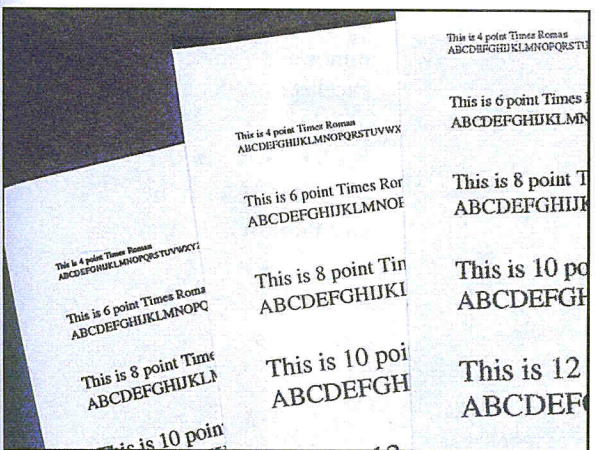 This is 4 point Times Roman
ABCDEFGHIJKLMNOPQRSTUVWXYZ
This is 6 point Times Roma
ABCDEFGHIJKLMNOPQ
This is 8 point Time
ABCDEFGHIJKLM
This is 10 poin
This is 4 point Times Roman
ABCDEFGHIJKLMNOPQRSTUVWX
This is 6 point Times Ror
ABCDEFGHIJKLMNOP
This is 8 point Tim
ABCDEFGHIJKL
This is 10 poi
ABCDEFGH
12
This is 4 point Times Roman
ABCDEFGHIJKLMNOPQRSTU
This is 6 point Times
ABCDEFGHIJKLMN
This is 8 point T
ABCDEFGHIJK
This is 10 po
ABCDEFGH
This is 12
ABCDEF